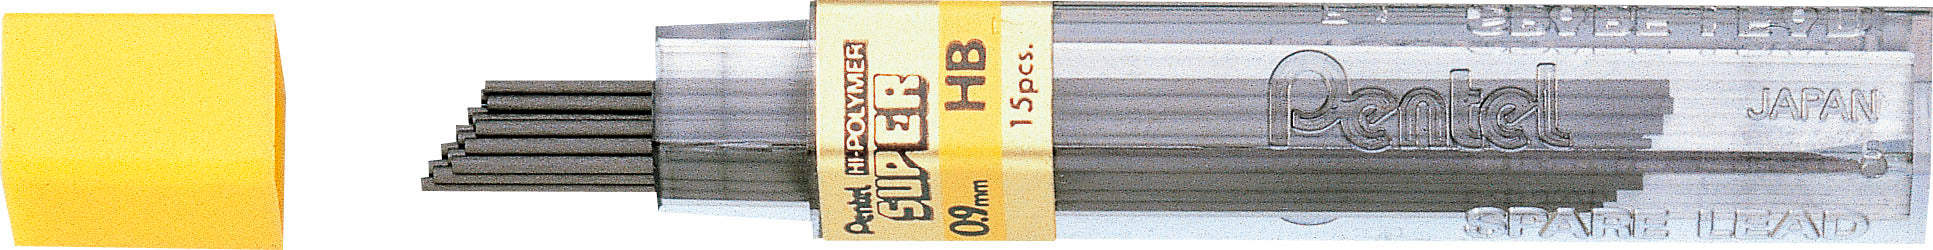 Pentel HI-POLYMER
SUPER
HB
0.9mm
15pcs.
Pentel
JAPAN
SPARE LEAD